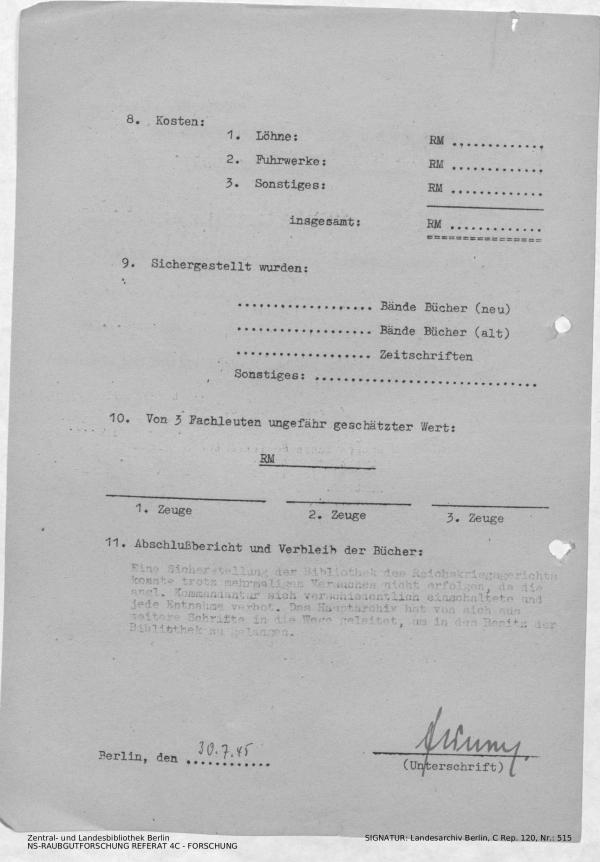 8. Kosten:
1. Löhne: RM .............
2. Fuhrwerke: RM .............
3. Sonstiges: RM .............
insgesamt: RM .............
================
9. Sichergestellt wurden:
................... Bände Bücher (neu)
................... Bände Bücher (alt)
................... Zeitschriften
Sonstiges: ...............................
10. Von 3 Fachleuten ungefähr geschätzter Wert:
RM
1. Zeuge 2. Zeuge 3. Zeuge
11. Abschlußbericht und Verbleib der Bücher:
Eine Sicherstellung der Bibliothek des Reichskriegsgerichts
konnte trotz mehrmaligen Versuches nicht erfolgen, da die
engl. Kommandantur sich verschiedentlich einschaltete und
jede Entnahme verbot. Das Hauptarchiv hat von sich aus
weitere Schritte in die Wege geleitet, um in den Besitz der
Bibliothek zu gelangen.
Berlin, den 30.7.45
(Unterschrift)
Zentral- und Landesbibliothek Berlin
NS-RAUBGUTFORSCHUNG REFERAT 4C - FORSCHUNG
SIGNATUR: Landesarchiv Berlin, C Rep. 120, Nr.: 515